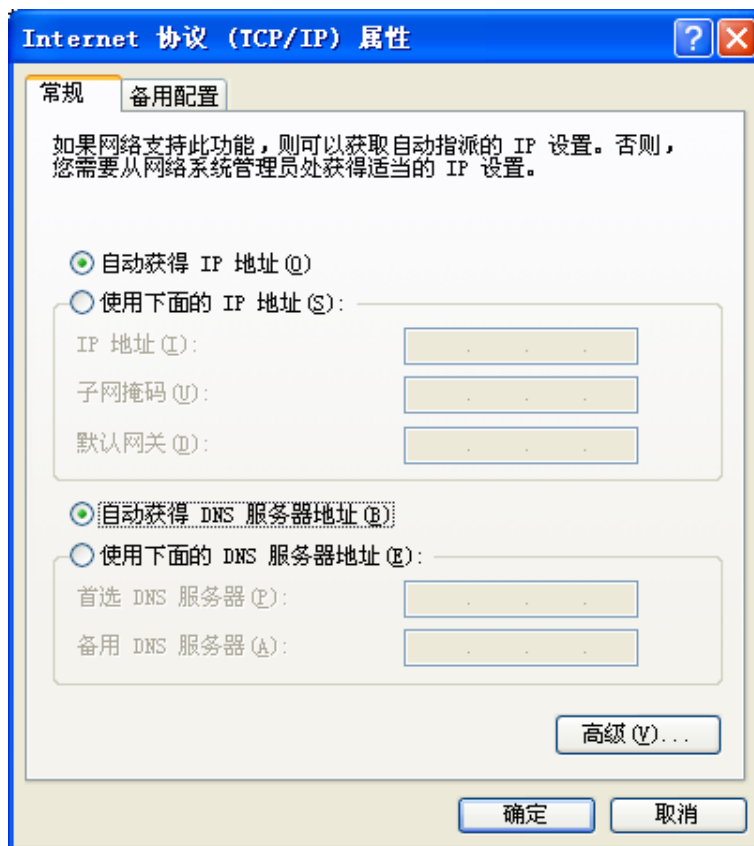 Internet 协议 (TCP/IP) 属性
常规
备用配置
如果网络支持此功能，则可以获取自动指派的 IP 设置。否则，
您需要从网络系统管理员处获得适当的 IP 设置。
自动获得 IP 地址(O)
使用下面的 IP 地址(S):
IP 地址(I):
子网掩码(U):
默认网关(D):
自动获得 DNS 服务器地址(B)
使用下面的 DNS 服务器地址(E):
首选 DNS 服务器(P):
备用 DNS 服务器(A):
高级(V)...
确定
取消